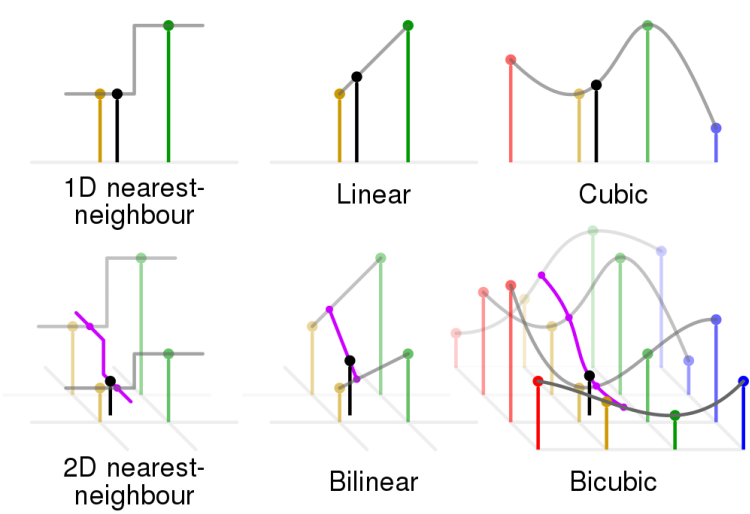 1D nearest-
neighbour
Linear
Cubic
2D nearest-
neighbour
Bilinear
Bicubic